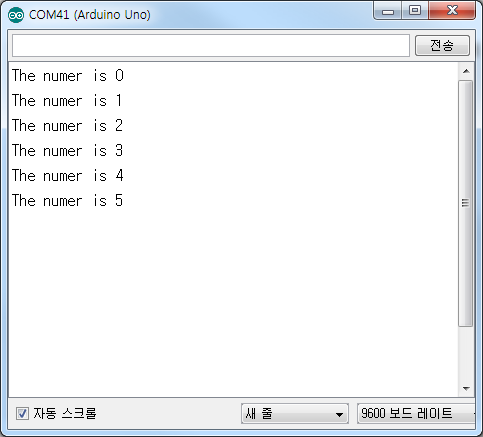 COM41 (Arduino Uno)
전송
The numer is 0
The numer is 1
The numer is 2
The numer is 3
The numer is 4
The numer is 5
자동 스크롤
새 줄
9600 보드 레이트